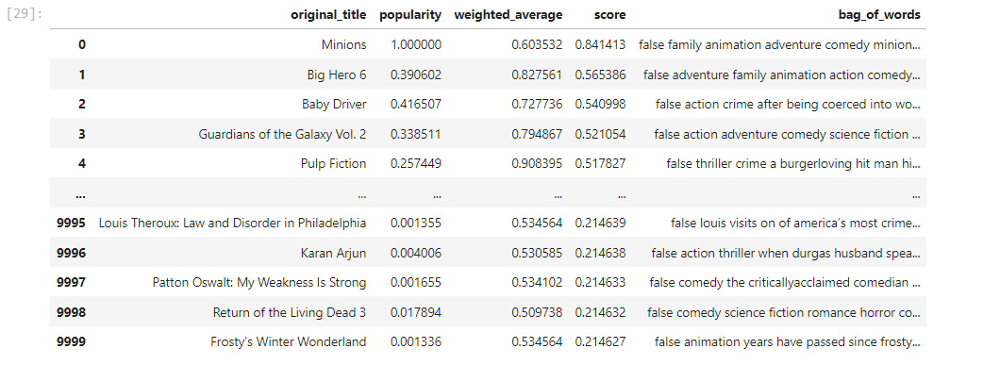 [29]:
original_title popularity weighted_average score bag_of_words
0 Minions 1.000000 0.603532 0.841413 false family animation adventure comedy minion...
1 Big Hero 6 0.390602 0.827561 0.565386 false adventure family animation action comedy...
2 Baby Driver 0.416507 0.727736 0.540998 false action crime after being coerced into wo...
3 Guardians of the Galaxy Vol. 2 0.338511 0.794867 0.521054 false action adventure comedy science fiction ...
4 Pulp Fiction 0.257449 0.908395 0.517827 false thriller crime a burgerloving hit man hi...
... ... ... ... ... ...
9995 Louis Theroux: Law and Disorder in Philadelphia 0.001355 0.534564 0.214639 false louis visits on of america's most crime...
9996 Karan Arjun 0.004006 0.530585 0.214638 false action thriller when durgas husband spea...
9997 Patton Oswalt: My Weakness Is Strong 0.001655 0.534102 0.214633 false comedy the criticallyacclaimed comedian ...
9998 Return of the Living Dead 3 0.017894 0.509738 0.214632 false comedy science fiction romance horror co...
9999 Frosty's Winter Wonderland 0.001336 0.534564 0.214627 false animation years have passed since frosty...